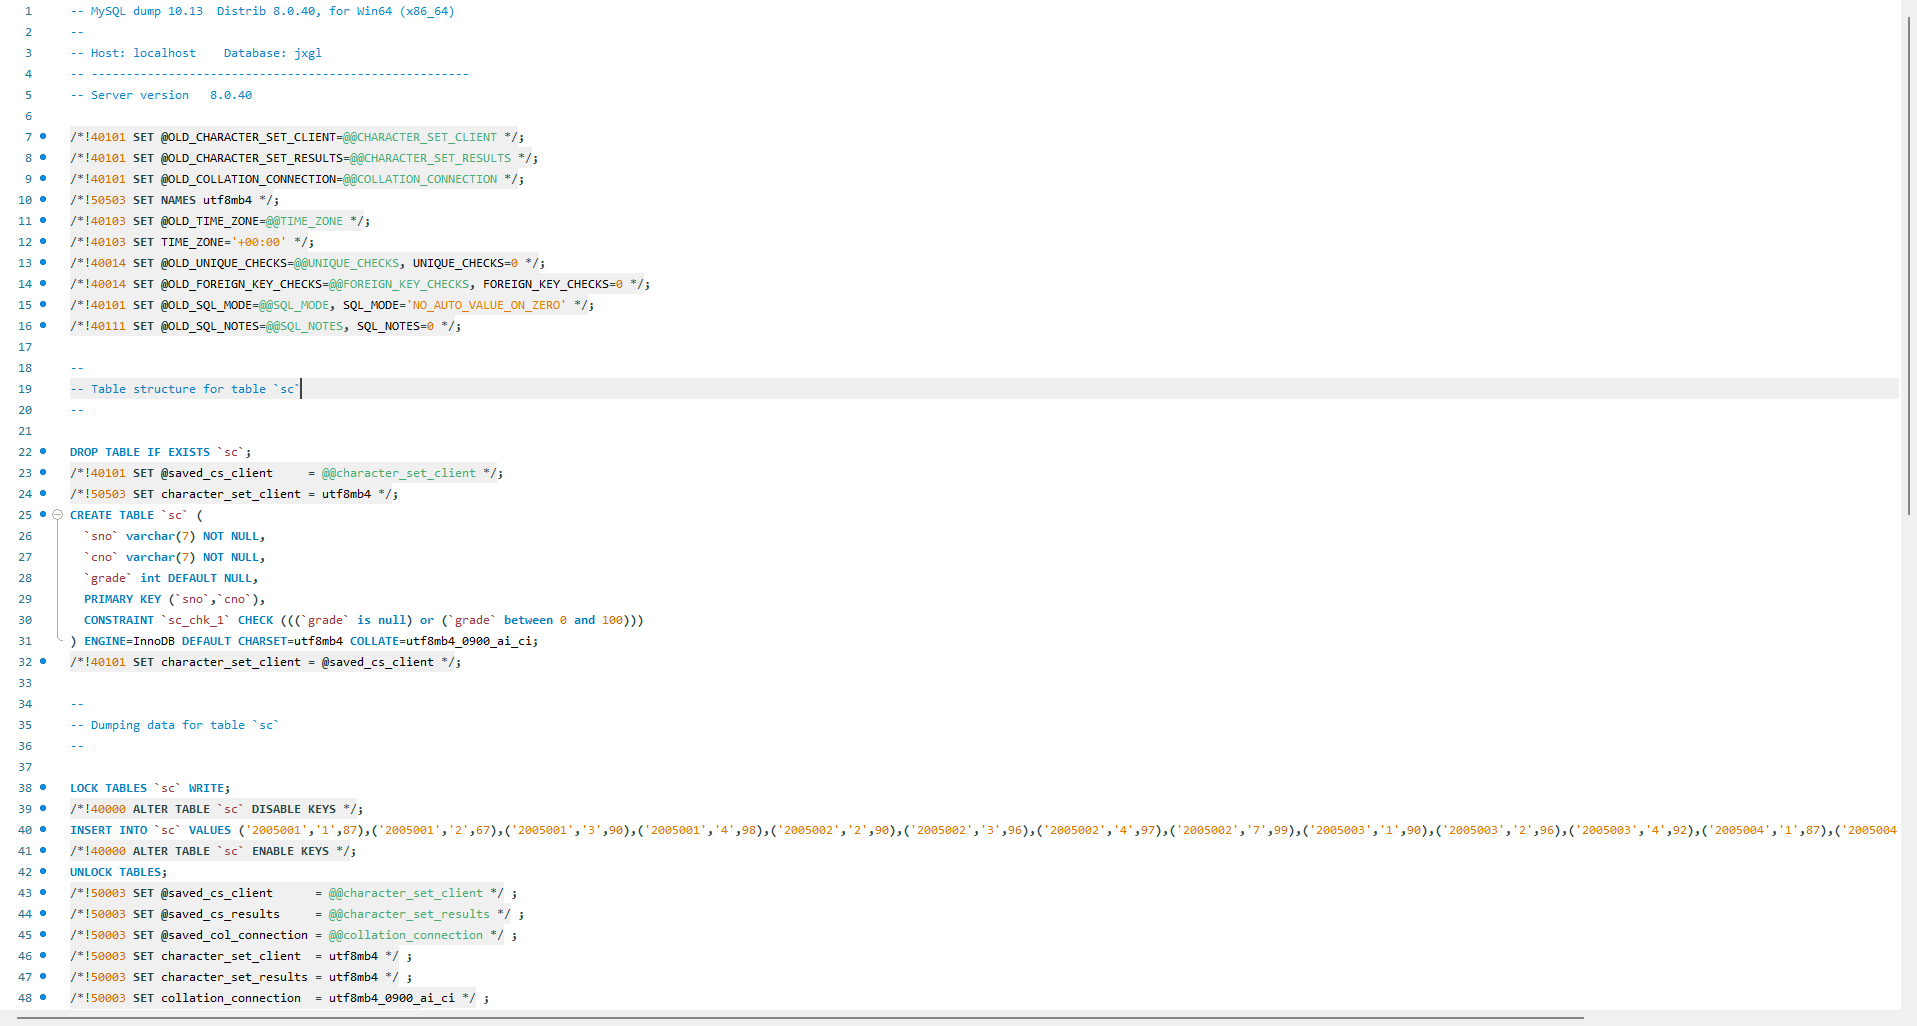 1 -- MySQL dump 10.13  Distrib 8.0.40, for Win64 (x86_64)
2 --
3 -- Host: localhost    Database: jxgl
4 -- ------------------------------------------------------
5 -- Server version   8.0.40
6
7 /*!40101 SET @OLD_CHARACTER_SET_CLIENT=@@CHARACTER_SET_CLIENT */;
8 /*!40101 SET @OLD_CHARACTER_SET_RESULTS=@@CHARACTER_SET_RESULTS */;
9 /*!40101 SET @OLD_COLLATION_CONNECTION=@@COLLATION_CONNECTION */;
10 /*!50503 SET NAMES utf8mb4 */;
11 /*!40103 SET @OLD_TIME_ZONE=@@TIME_ZONE */;
12 /*!40103 SET TIME_ZONE='+00:00' */;
13 /*!40014 SET @OLD_UNIQUE_CHECKS=@@UNIQUE_CHECKS, UNIQUE_CHECKS=0 */;
14 /*!40014 SET @OLD_FOREIGN_KEY_CHECKS=@@FOREIGN_KEY_CHECKS, FOREIGN_KEY_CHECKS=0 */;
15 /*!40101 SET @OLD_SQL_MODE=@@SQL_MODE, SQL_MODE='NO_AUTO_VALUE_ON_ZERO' */;
16 /*!40111 SET @OLD_SQL_NOTES=@@SQL_NOTES, SQL_NOTES=0 */;
17
18 --
19 -- Table structure for table `sc`
20 --
21
22 DROP TABLE IF EXISTS `sc`;
23 /*!40101 SET @saved_cs_client     = @@character_set_client */;
24 /*!50503 SET character_set_client = utf8mb4 */;
25 CREATE TABLE `sc` (
26   `sno` varchar(7) NOT NULL,
27   `cno` varchar(7) NOT NULL,
28   `grade` int DEFAULT NULL,
29   PRIMARY KEY (`sno`,`cno`),
30   CONSTRAINT `sc_chk_1` CHECK (((`grade` is null) or (`grade` between 0 and 100)))
31 ) ENGINE=InnoDB DEFAULT CHARSET=utf8mb4 COLLATE=utf8mb4_0900_ai_ci;
32 /*!40101 SET character_set_client = @saved_cs_client */;
33
34 --
35 -- Dumping data for table `sc`
36 --
37
38 LOCK TABLES `sc` WRITE;
39 /*!40000 ALTER TABLE `sc` DISABLE KEYS */;
40 INSERT INTO `sc` VALUES ('2005001','1',87),('2005001','2',67),('2005001','3',90),('2005001','4',98),('2005002','2',90),('2005002','3',96),('2005002','4',97),('2005002','7',99),('2005003','1',90),('2005003','2',96),('2005003','4',92),('2005004','1',87),('2005004
41 /*!40000 ALTER TABLE `sc` ENABLE KEYS */;
42 UNLOCK TABLES;
43 /*!50003 SET @saved_cs_client      = @@character_set_client */ ;
44 /*!50003 SET @saved_cs_results     = @@character_set_results */ ;
45 /*!50003 SET @saved_col_connection = @@collation_connection */ ;
46 /*!50003 SET character_set_client  = utf8mb4 */ ;
47 /*!50003 SET character_set_results = utf8mb4 */ ;
48 /*!50003 SET collation_connection  = utf8mb4_0900_ai_ci */ ;